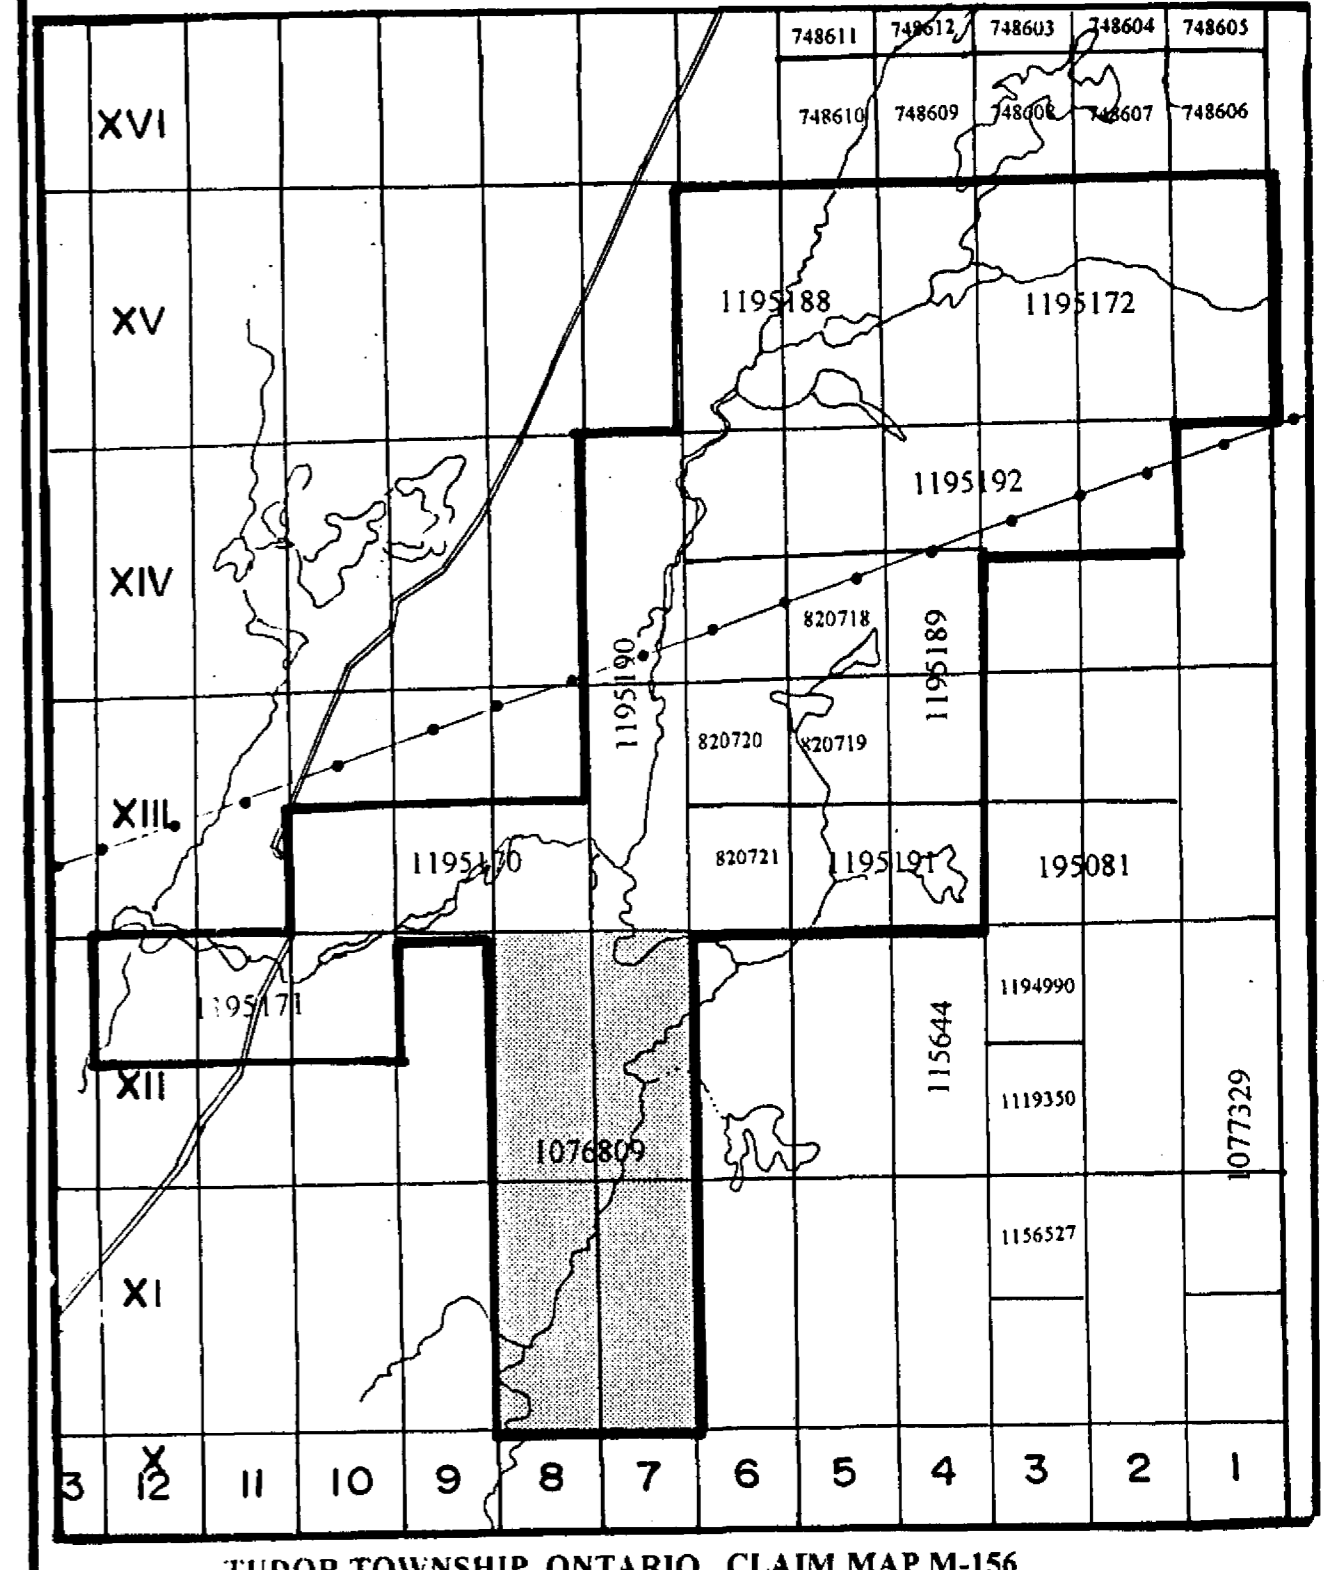 748611 748612 748603 748604 748605
XVI 748610 748609 748608 748607 748606
XV 1195188 1195172
1195192
XIV 820718
1195190 1195189
820720 820719
XIII
1195170 820721 1195191 195081
1194990
1195171
115644
XII 1119350
1077329
1076809
1156527
XI
X
3 12 11 10 9 8 7 6 5 4 3 2 1
TUDOR TOWNSHIP, ONTARIO, CLAIM MAP M-156